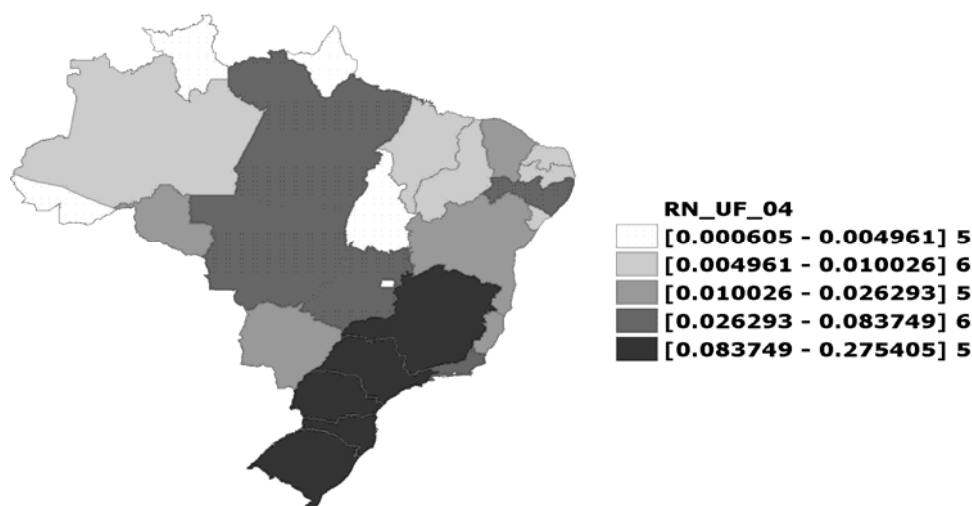 RN_UF_04
[0.000605 - 0.004961] 5
[0.004961 - 0.010026] 6
[0.010026 - 0.026293] 5
[0.026293 - 0.083749] 6
[0.083749 - 0.275405] 5